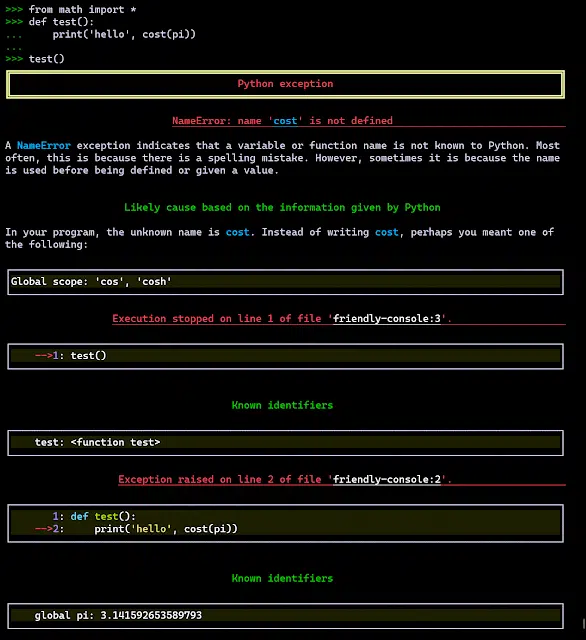 >>> from math import *
>>> def test():
...     print('hello', cost(pi))
...
>>> test()
Python exception
NameError: name 'cost' is not defined
A NameError exception indicates that a variable or function name is not known to Python. Most
often, this is because there is a spelling mistake. However, sometimes it is because the name
is used before being defined or given a value.
Likely cause based on the information given by Python
In your program, the unknown name is cost. Instead of writing cost, perhaps you meant one of
the following:
Global scope: 'cos', 'cosh'
Execution stopped on line 1 of file 'friendly-console:3'.
-->1: test()
Known identifiers
test: <function test>
Exception raised on line 2 of file 'friendly-console:2'.
1: def test():
-->2:     print('hello', cost(pi))
Known identifiers
global pi: 3.141592653589793